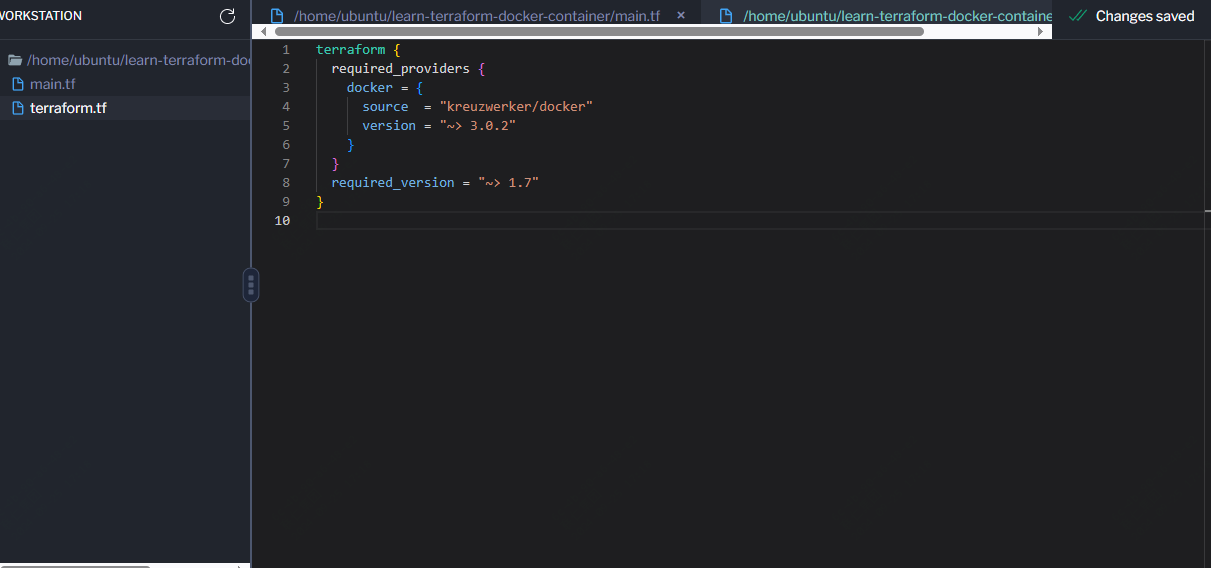 WORKSTATION
/home/ubuntu/learn-terraform-do
main.tf
terraform.tf
/home/ubuntu/learn-terraform-docker-container/main.tf ×
/home/ubuntu/learn-terraform-docker-containe
Changes saved
1 terraform {
2   required_providers {
3     docker = {
4       source  = "kreuzwerker/docker"
5       version = "~> 3.0.2"
6     }
7   }
8   required_version = "~> 1.7"
9 }
10